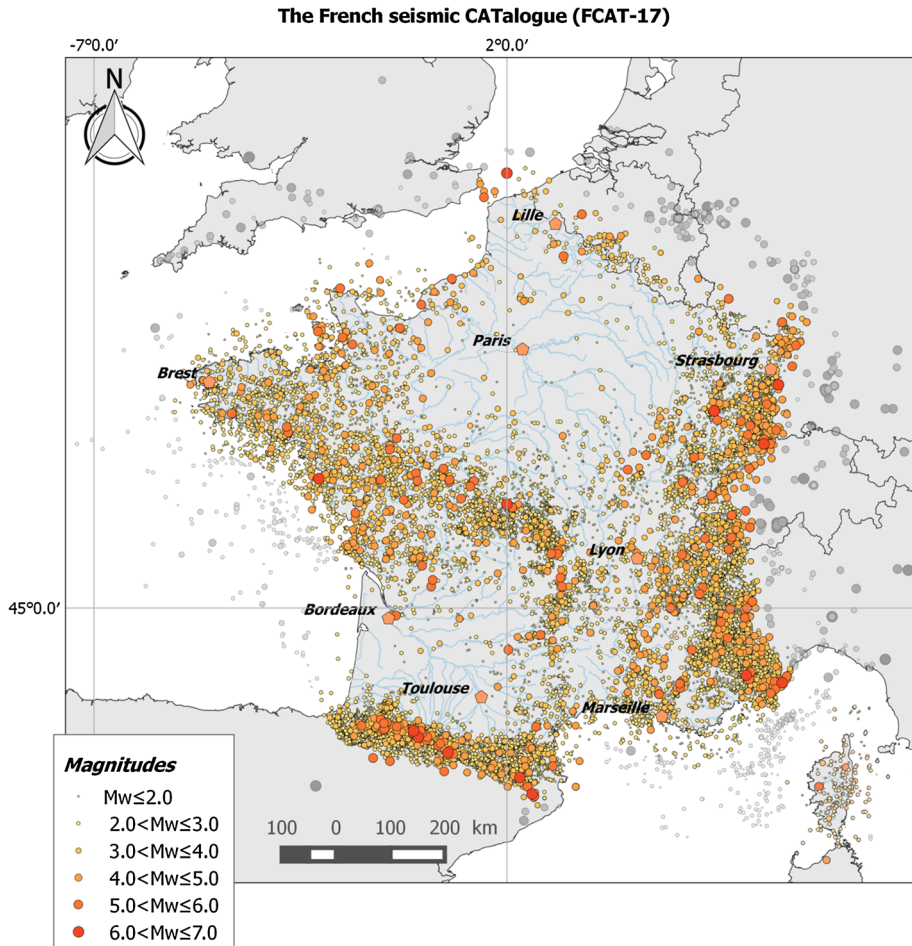 The French seismic CATalogue (FCAT-17)
-7°0.0′ 2°0.0′
N
Lille
Paris
Strasbourg
Brest
Lyon
45°0.0′
Bordeaux
Toulouse
Marseille
Magnitudes
Mw≤2.0
2.0<Mw≤3.0
3.0<Mw≤4.0
4.0<Mw≤5.0
5.0<Mw≤6.0
6.0<Mw≤7.0
100 0 100 200 km